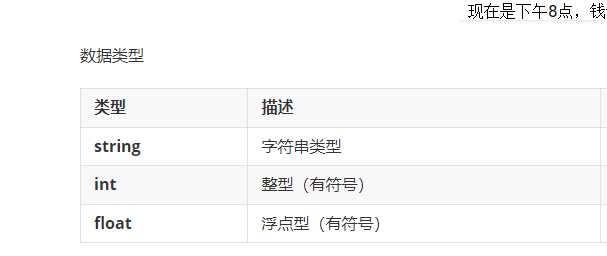 现在是下午8点，钱
数据类型
类型 描述
string 字符串类型
int 整型（有符号）
float 浮点型（有符号）